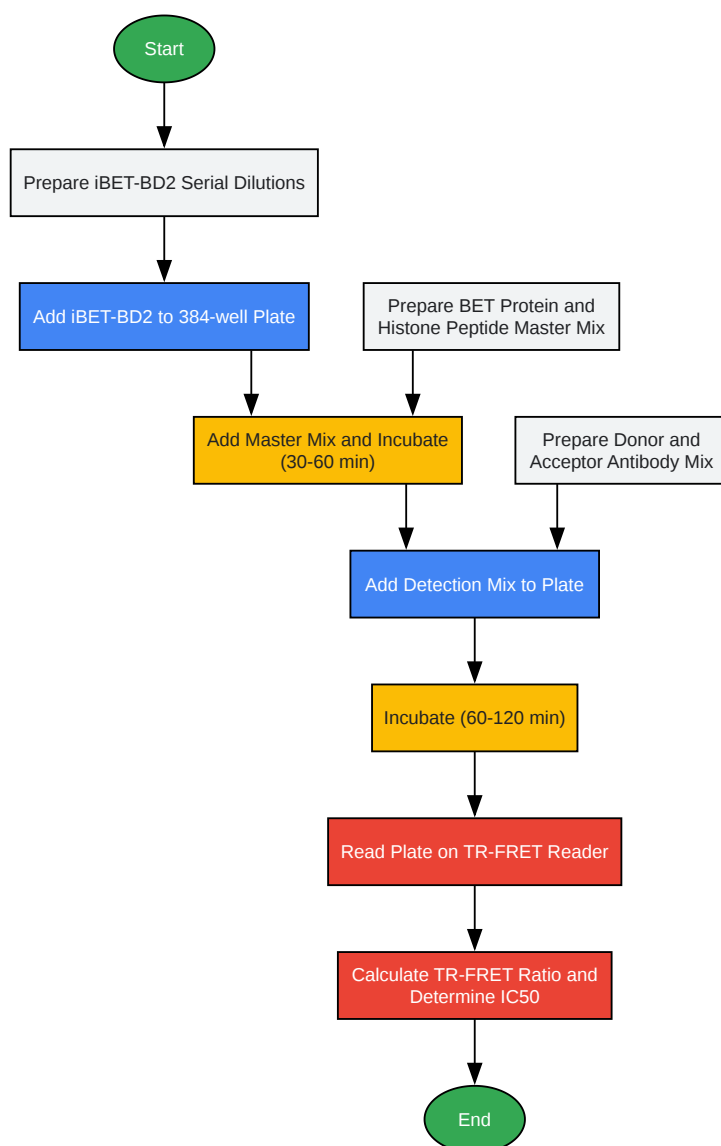 Start
Prepare iBET-BD2 Serial Dilutions
Add iBET-BD2 to 384-well Plate
Prepare BET Protein and
Histone Peptide Master Mix
Add Master Mix and Incubate
(30-60 min)
Prepare Donor and
Acceptor Antibody Mix
Add Detection Mix to Plate
Incubate (60-120 min)
Read Plate on TR-FRET Reader
Calculate TR-FRET Ratio and
Determine IC50
End